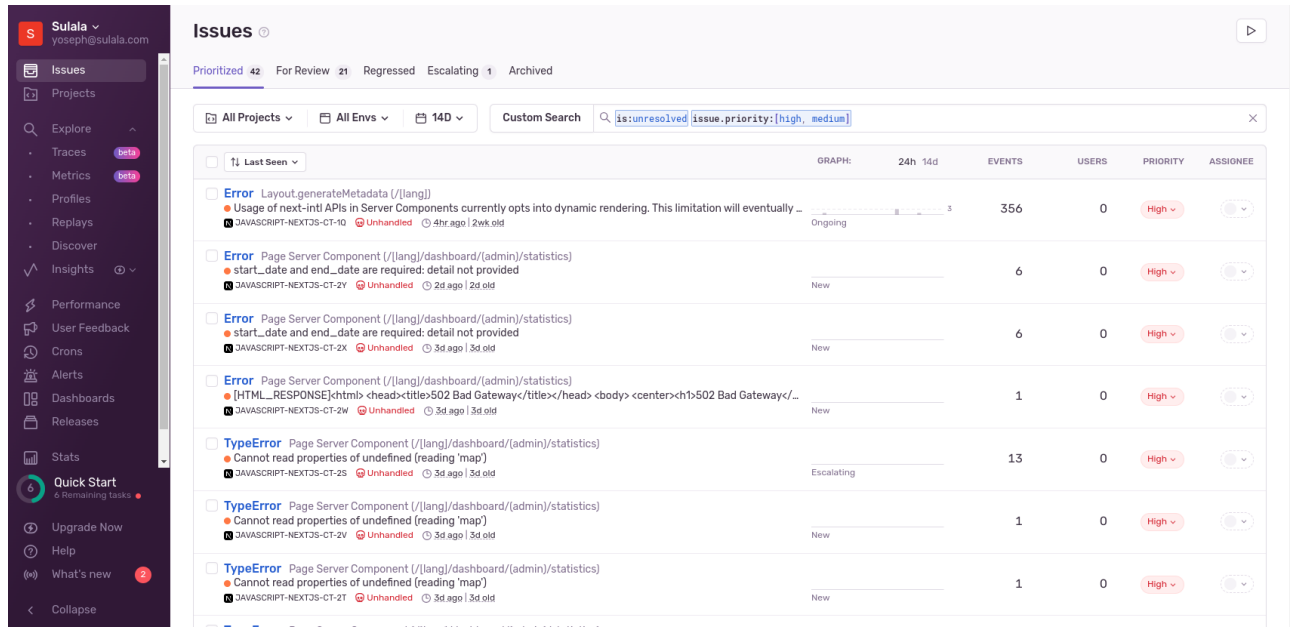 S
Sulala
yoseph@sulala.com
Issues
Projects
Explore
Traces beta
Metrics beta
Profiles
Replays
Discover
Insights
Performance
User Feedback
Crons
Alerts
Dashboards
Releases
Stats
6 Quick Start
6 Remaining tasks
Upgrade Now
Help
What's new 2
Collapse
Issues
Prioritized 42 For Review 21 Regressed Escalating 1 Archived
All Projects All Envs 14D Custom Search is:unresolved issue.priority:[high, medium]
Last Seen GRAPH: 24h 14d EVENTS USERS PRIORITY ASSIGNEE
Error Layout.generateMetadata (/[lang])
Usage of next-intl APIs in Server Components currently opts into dynamic rendering. This limitation will eventually … 3 356 0 High
JAVASCRIPT-NEXTJS-CT-1Q Unhandled 4hr ago | 2wk old Ongoing
Error Page Server Component (/[lang]/dashboard/(admin)/statistics)
start_date and end_date are required: detail not provided 6 0 High
JAVASCRIPT-NEXTJS-CT-2Y Unhandled 2d ago | 2d old New
Error Page Server Component (/[lang]/dashboard/(admin)/statistics)
start_date and end_date are required: detail not provided 6 0 High
JAVASCRIPT-NEXTJS-CT-2X Unhandled 3d ago | 3d old New
Error Page Server Component (/[lang]/dashboard/(admin)/statistics)
[HTML_RESPONSE]<html> <head><title>502 Bad Gateway</title></head> <body> <center><h1>502 Bad Gateway</… 1 0 High
JAVASCRIPT-NEXTJS-CT-2W Unhandled 3d ago | 3d old New
TypeError Page Server Component (/[lang]/dashboard/(admin)/statistics)
Cannot read properties of undefined (reading 'map') 13 0 High
JAVASCRIPT-NEXTJS-CT-2S Unhandled 3d ago | 3d old Escalating
TypeError Page Server Component (/[lang]/dashboard/(admin)/statistics)
Cannot read properties of undefined (reading 'map') 1 0 High
JAVASCRIPT-NEXTJS-CT-2V Unhandled 3d ago | 3d old New
TypeError Page Server Component (/[lang]/dashboard/(admin)/statistics)
Cannot read properties of undefined (reading 'map') 1 0 High
JAVASCRIPT-NEXTJS-CT-2T Unhandled 3d ago | 3d old New